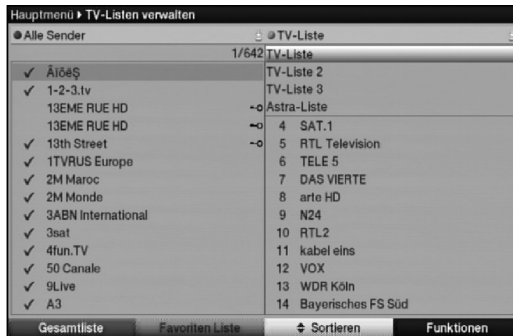 Hauptmenü ▸ TV-Listen verwalten
Alle Sender
1/642
ÂïõëŞ
1-2-3.tv
13EME RUE HD
13EME RUE HD
13th Street
1TVRUS Europe
2M Maroc
2M Monde
3ABN International
3sat
4fun.TV
50 Canale
9Live
A3
TV-Liste
TV-Liste
TV-Liste 2
TV-Liste 3
Astra-Liste
4 SAT.1
5 RTL Television
6 TELE 5
7 DAS VIERTE
8 arte HD
9 N24
10 RTL2
11 kabel eins
12 VOX
13 WDR Köln
14 Bayerisches FS Süd
Gesamtliste Favoriten Liste Sortieren Funktionen